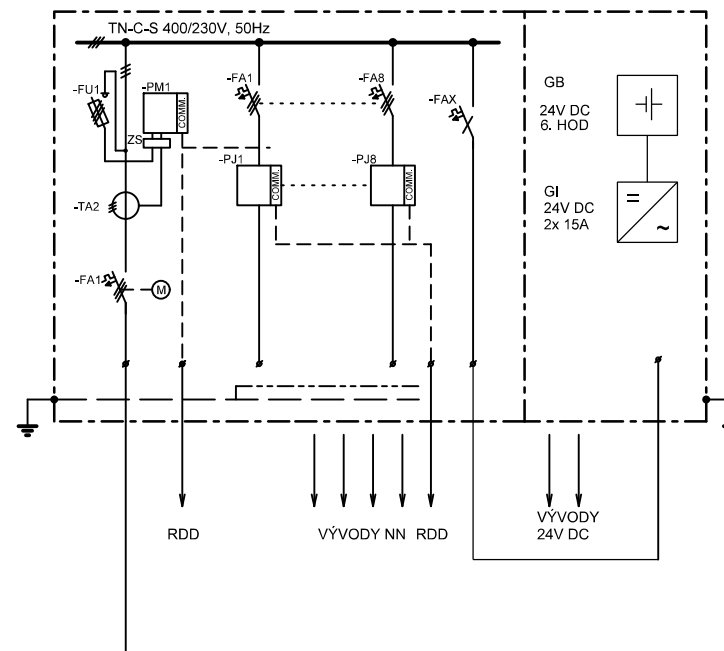 TN-C-S 400/230V, 50Hz
-FU1
-PM1
COMM.
ZS
-TA2
-FA1
M
-FA1
-FA8
-FAX
-PJ1
COMM.
-PJ8
COMM.
GB
24V DC
6. HOD
GI
24V DC
2x 15A
=
~
RDD
VÝVODY NN
RDD
VÝVODY
24V DC